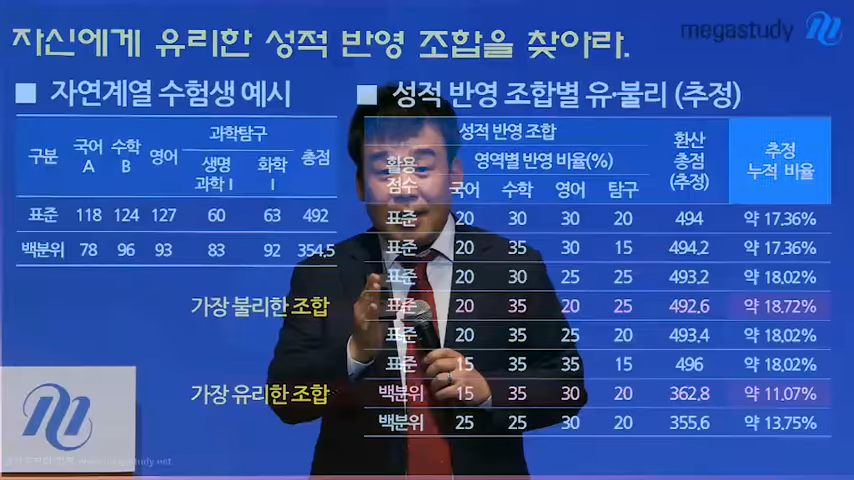 자신에게 유리한 성적 반영 조합을 찾아라.
megastudy
■ 자연계열 수험생 예시
구분 국어 A 수학 B 영어 과학탐구 총점
생명 과학 I 화학 I
표준 118 124 127 60 63 492
백분위 78 96 93 83 92 354.5
가장 불리한 조합
가장 유리한 조합
■ 성적 반영 조합별 유·불리 (추정)
성적 반영 조합 환산 총점 (추정) 추정 누적 비율
활용 점수 영역별 반영 비율(%)
국어 수학 영어 탐구
표준 20 30 30 20 494 약 17.36%
표준 20 35 30 15 494.2 약 17.36%
표준 20 30 25 25 493.2 약 18.02%
표준 20 35 20 25 492.6 약 18.72%
표준 20 35 25 20 493.4 약 18.02%
표준 15 35 35 15 496 약 18.02%
백분위 15 35 30 20 362.8 약 11.07%
백분위 25 25 30 20 355.6 약 13.75%
www.megastudy.net